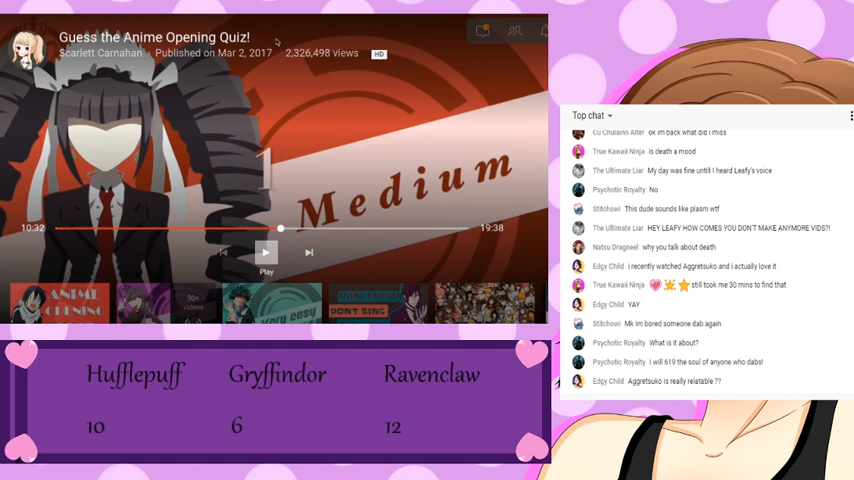 Guess the Anime Opening Quiz!
Scarlett Carnahan · Published on Mar 2, 2017 2,326,498 views HD
1
Medium
10:32
19:38
Play
ANIME
OPENING
50+
Very easy
ANIME EDITION
DON'T SING
Hufflepuff Gryffindor Ravenclaw
10 6 12
Top chat
Cu Chulainn Alter ok im back what did i miss
True Kawaii Ninja is death a mood
The Ultimate Liar My day was fine untill I heard Leafy's voice
Psychotic Royalty No
Stitchowi This dude sounds like plasm wtf
The Ultimate Liar HEY LEAFY HOW COMES YOU DON'T MAKE ANYMORE VIDS?!
Natsu Dragneel why you talk about death
Edgy Child i recently watched Aggretsuko and i actually love it
True Kawaii Ninja still took me 30 mins to find that
Edgy Child YAY
Stitchowi Mk Im bored someone dab again
Psychotic Royalty What is it about?
Psychotic Royalty I will 619 the soul of anyone who dabs!
Edgy Child Aggretsuko is really relatable ??